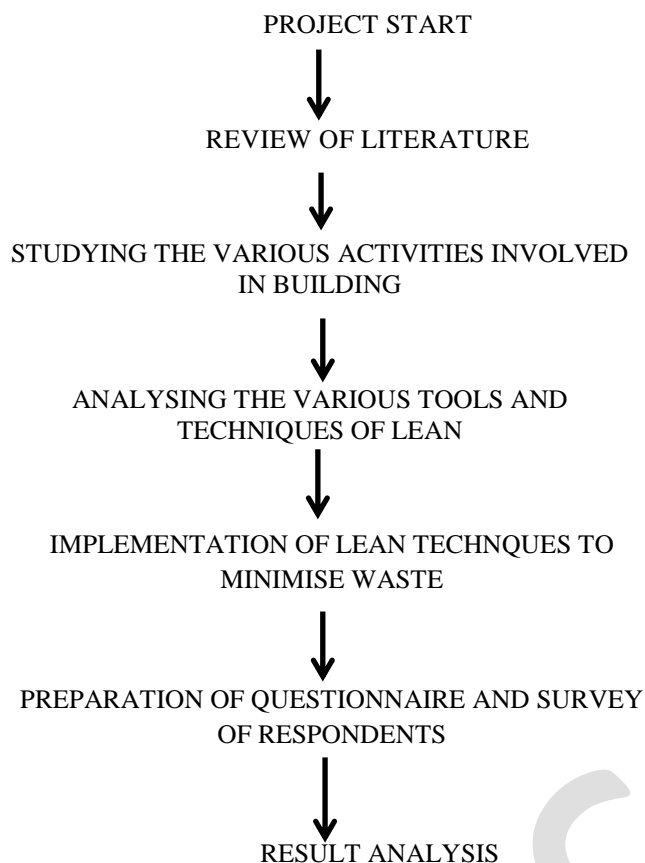 PROJECT START
REVIEW OF LITERATURE
STUDYING THE VARIOUS ACTIVITIES INVOLVED
IN BUILDING
ANALYSING THE VARIOUS TOOLS AND
TECHNIQUES OF LEAN
IMPLEMENTATION OF LEAN TECHNQUES TO
MINIMISE WASTE
PREPARATION OF QUESTIONNAIRE AND SURVEY
OF RESPONDENTS
RESULT ANALYSIS